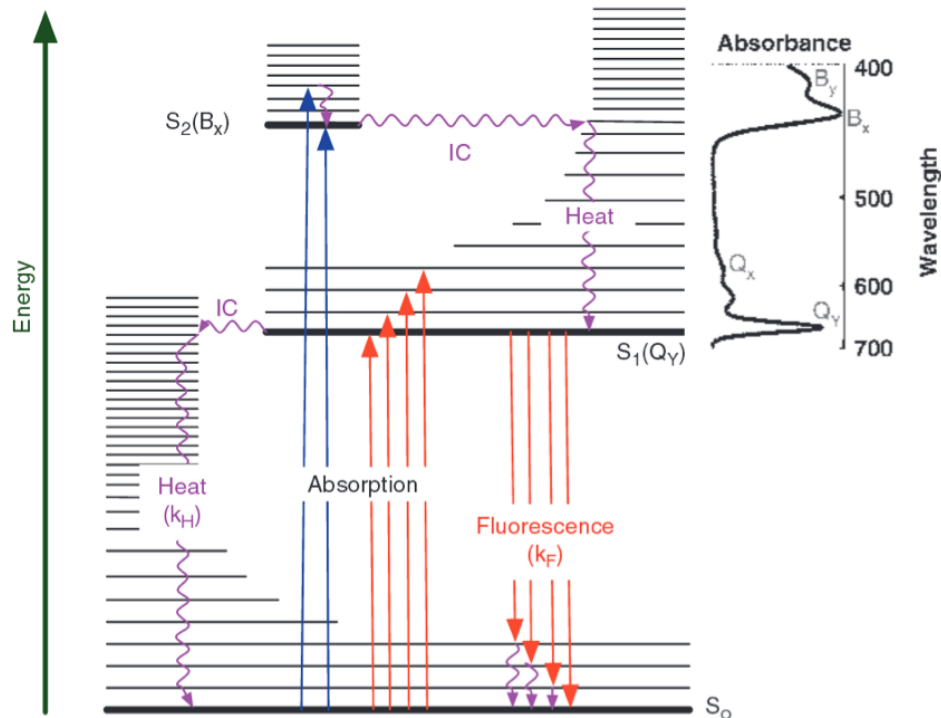 Energy
S2(Bx)
IC
Heat
IC
S1(QY)
Heat
(kH)
Absorption
Fluorescence
(kF)
So
Absorbance
By
Bx
Qx
QY
400
500
600
700
Wavelength